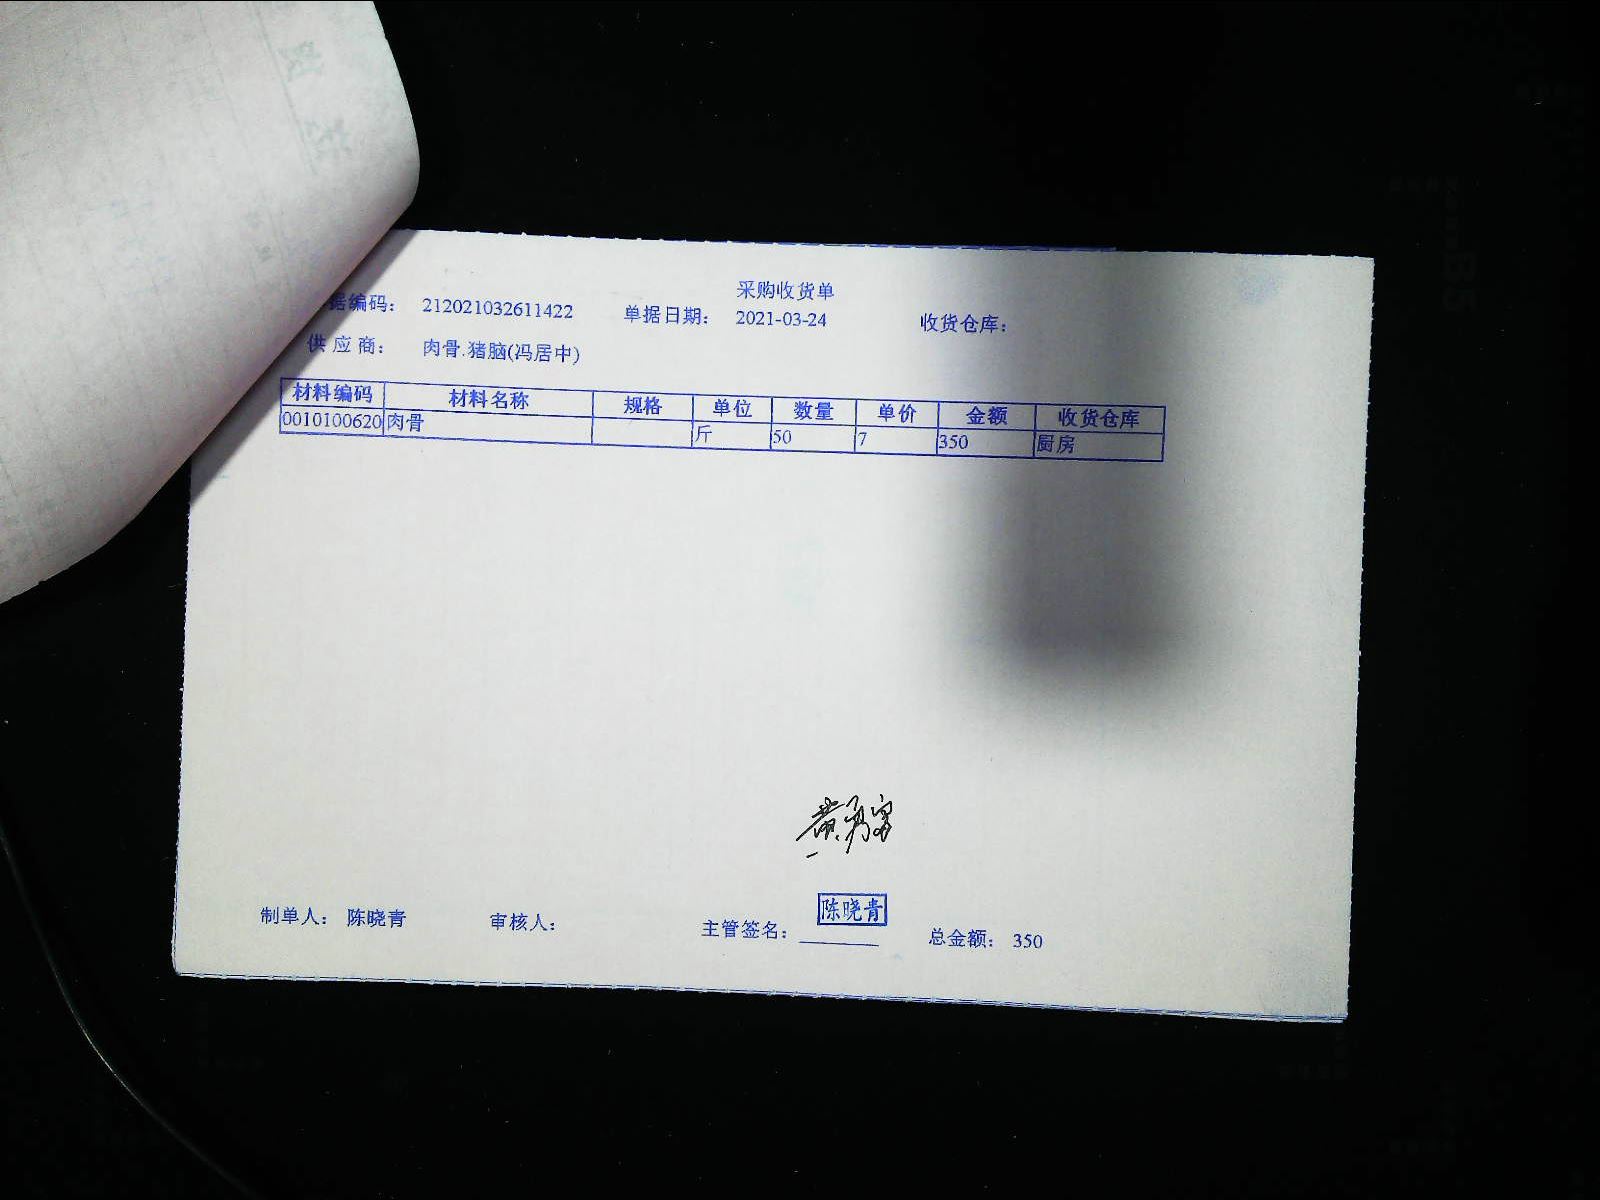 采购收货单
据编码： 212021032611422 单据日期： 2021-03-24 收货仓库：
供应商： 肉骨.猪脑(冯居中)
材料编码 材料名称 规格 单位 数量 单价 金额 收货仓库
0010100620 肉骨 斤 50 7 350 厨房
黄勇富
陈晓青
制单人： 陈晓青 审核人： 主管签名： 总金额： 350